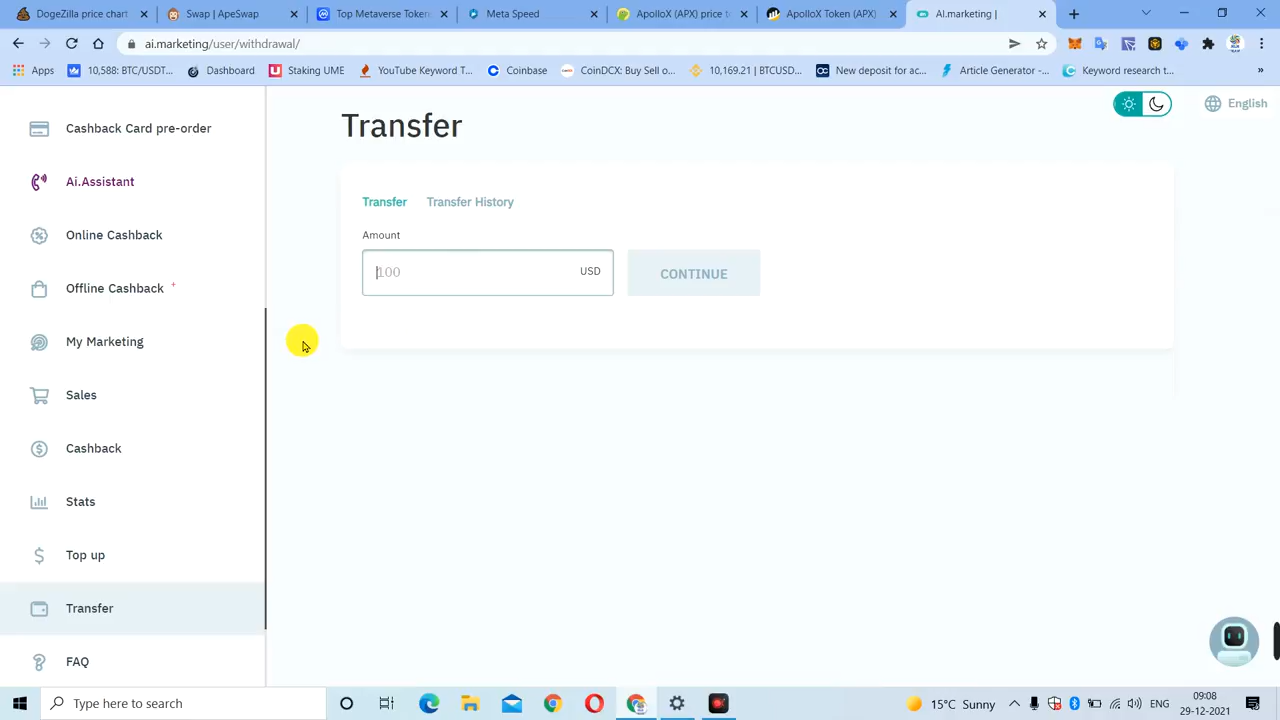 DogeZilla (DOGEZILLA
Swap | ApeSwap
Top Metaverse Token
Meta Speed
ApolloX (APX) price t
ApolloX Token (APX)
AI.marketing |
ai.marketing/user/withdrawal/
Apps
10,588: BTC/USDT...
Dashboard
Staking UME
YouTube Keyword T...
Coinbase
CoinDCX: Buy Sell o...
10,169.21 | BTCUSD...
New deposit for ac...
Article Generator -...
Keyword research t...
»
English
Transfer
Cashback Card pre-order
Ai.Assistant
Transfer
Transfer History
Online Cashback
Amount
100
USD
CONTINUE
Offline Cashback *
My Marketing
Sales
Cashback
Stats
Top up
Transfer
FAQ
Type here to search
15°C Sunny
ENG
09:08
29-12-2021